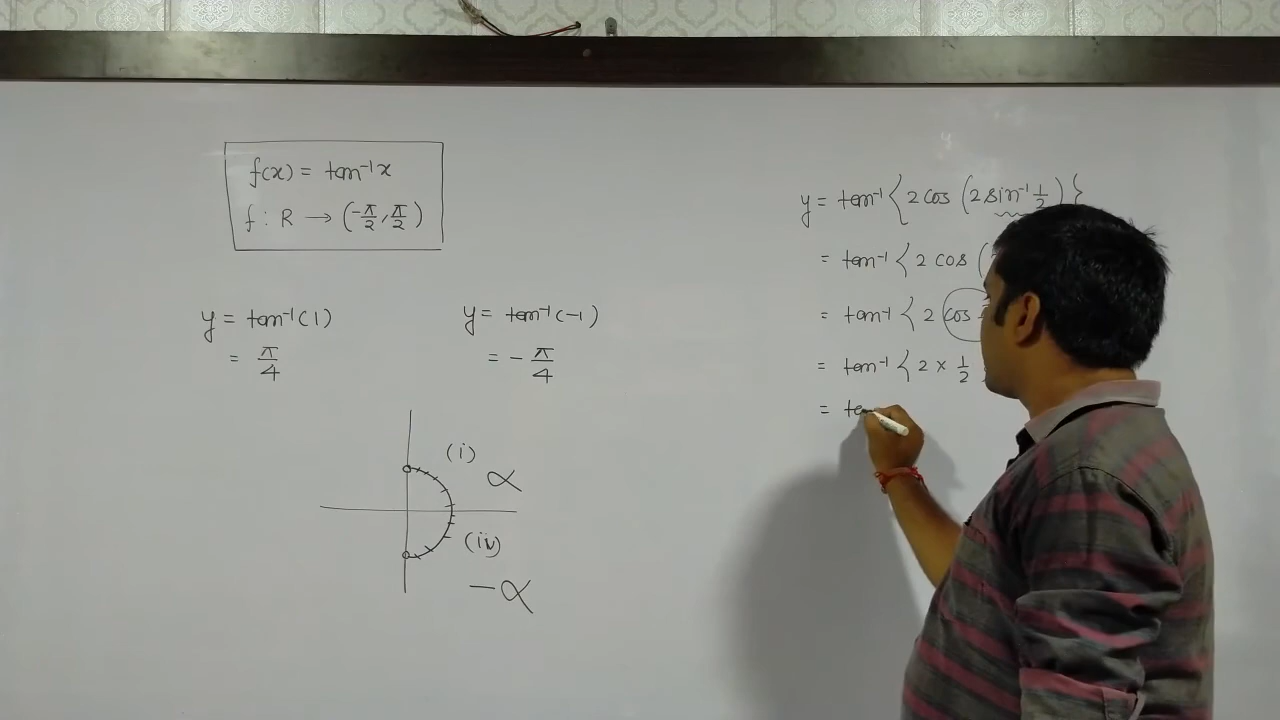 f(x) = tan⁻¹x
f : R → (-π/2, π/2)
y = tan⁻¹(1)
= π/4
y = tan⁻¹(-1)
= - π/4
(i)
α
(iv)
-α
y = tan⁻¹{2 cos (2 sin⁻¹ 1/2)}
= tan⁻¹{ 2 cos (
= tan⁻¹{ 2 cos
= tan⁻¹{ 2 × 1/2
=